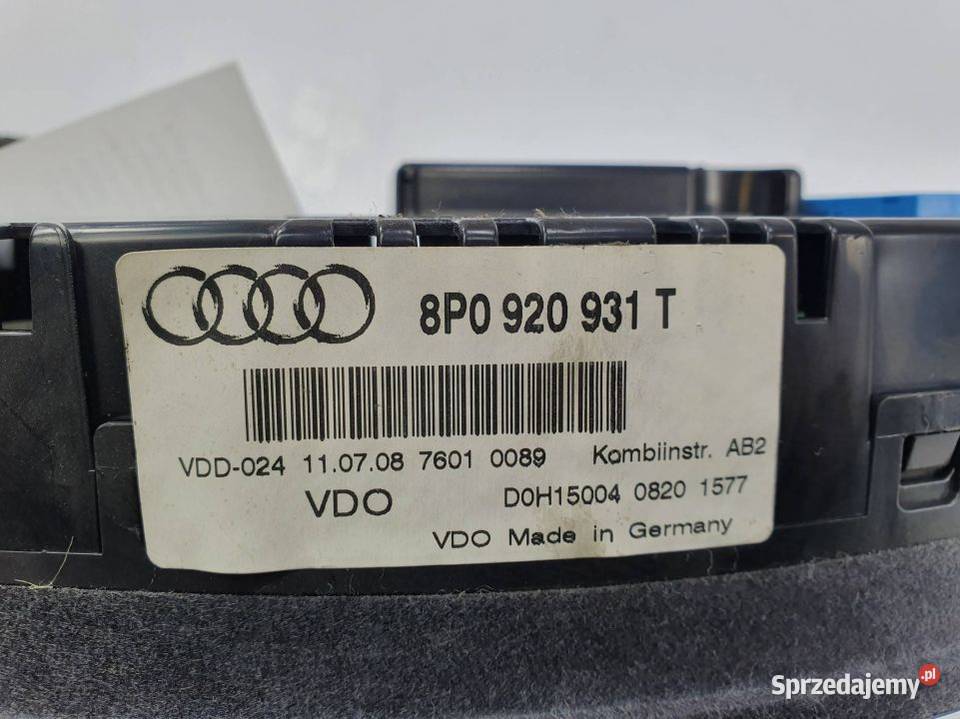 8P0 920 931 T
VDD-024 11.07.08 7601 0089 Kombiinstr. AB2
VDO D0H15004 0820 1577
VDO Made in Germany
Sprzedajemy.pl